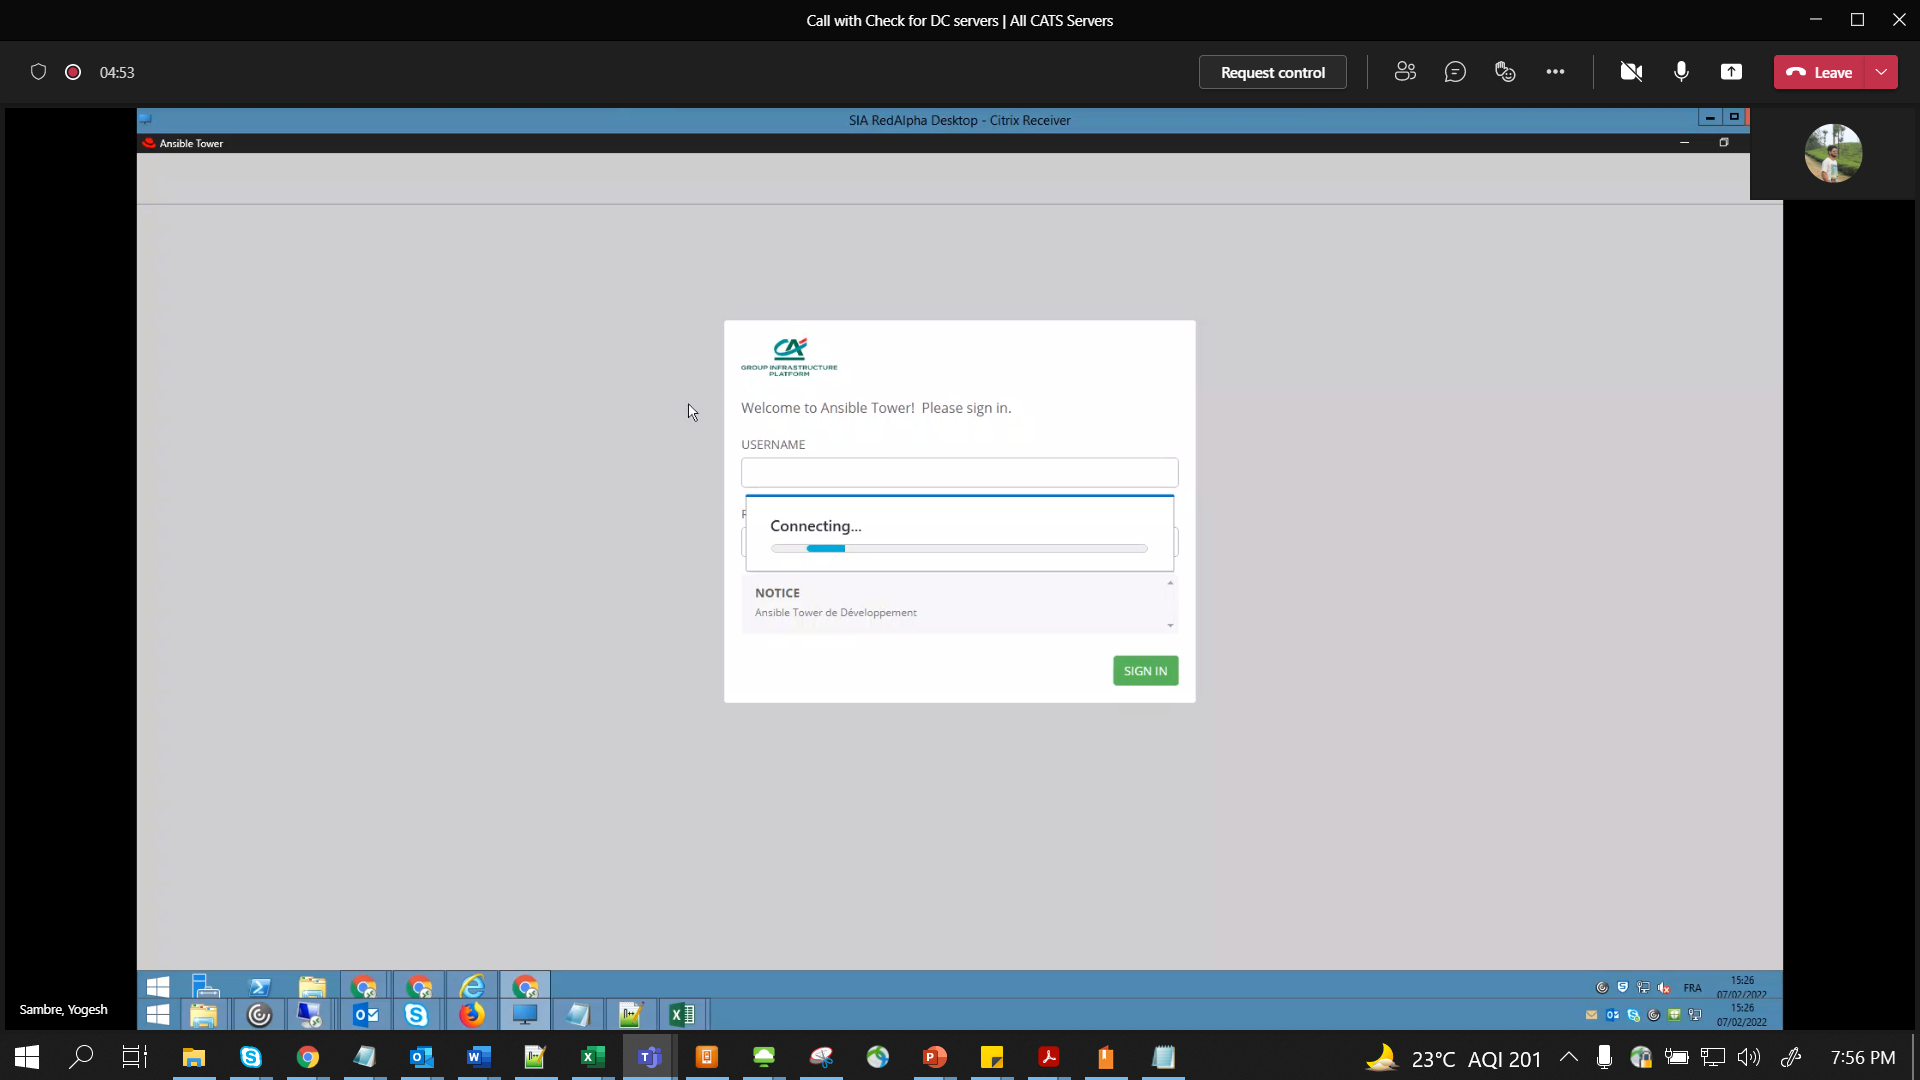 Call with Check for DC servers | All CATS Servers
04:53
Request control
Leave
SIA RedAlpha Desktop - Citrix Receiver
Ansible Tower
CA
GROUP INFRASTRUCTURE
PLATFORM
Welcome to Ansible Tower! Please sign in.
USERNAME
Connecting...
NOTICE
Ansible Tower de Développement
SIGN IN
FRA
15:26
07/02/2022
Sambre, Yogesh
15:26
07/02/2022
23°C AQI 201
7:56 PM